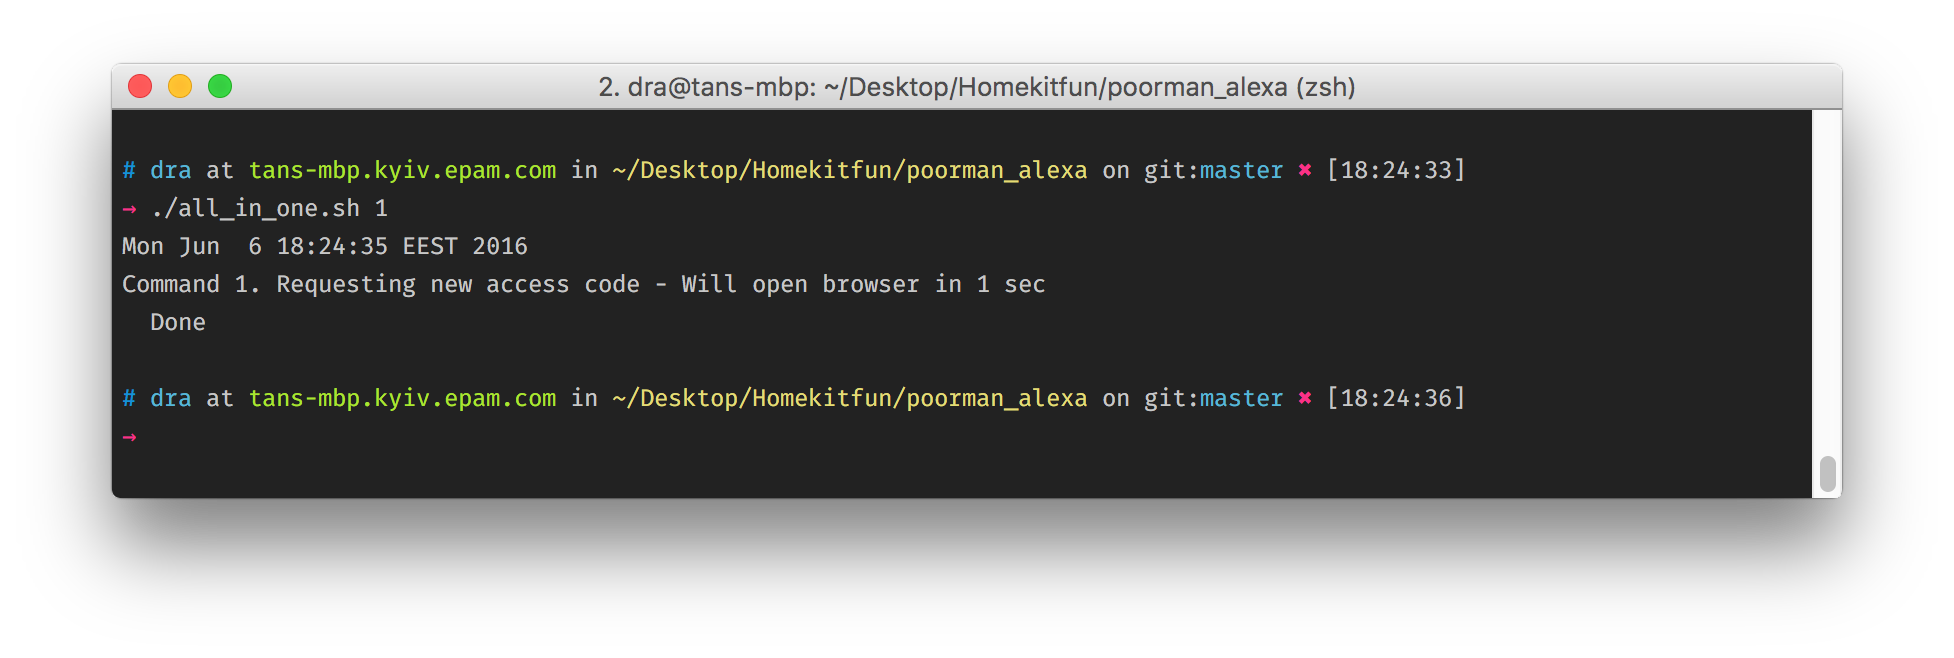 2. dra@tans-mbp: ~/Desktop/Homekitfun/poorman_alexa (zsh)
# dra at tans-mbp.kyiv.epam.com in ~/Desktop/Homekitfun/poorman_alexa on git:master ✖ [18:24:33]
→ ./all_in_one.sh 1
Mon Jun  6 18:24:35 EEST 2016
Command 1. Requesting new access code - Will open browser in 1 sec
  Done
# dra at tans-mbp.kyiv.epam.com in ~/Desktop/Homekitfun/poorman_alexa on git:master ✖ [18:24:36]
→